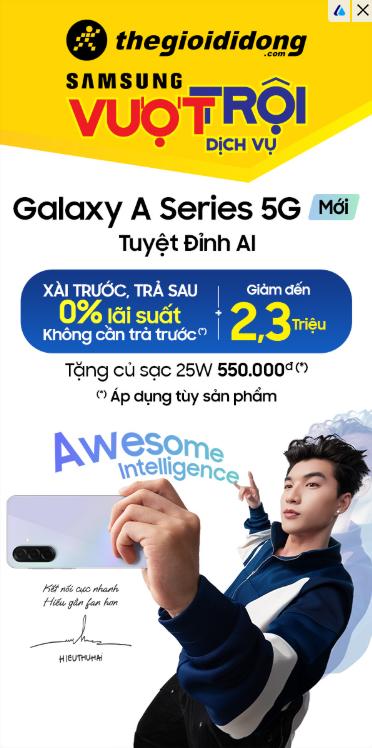 thegioididong
.com
SAMSUNG
VƯỢT TRỘI
DỊCH VỤ
Galaxy A Series 5G Mới
Tuyệt Đỉnh AI
XÀI TRƯỚC, TRẢ SAU
0% lãi suất
Không cần trả trước(*)
+
Giảm đến
2,3 Triệu
Tặng củ sạc 25W 550.000đ(*)
(*) Áp dụng tùy sản phẩm
Awesome
Intelligence
Kết nối cực nhanh
Hiếu gần fan hơn
HIEUTHUHAI